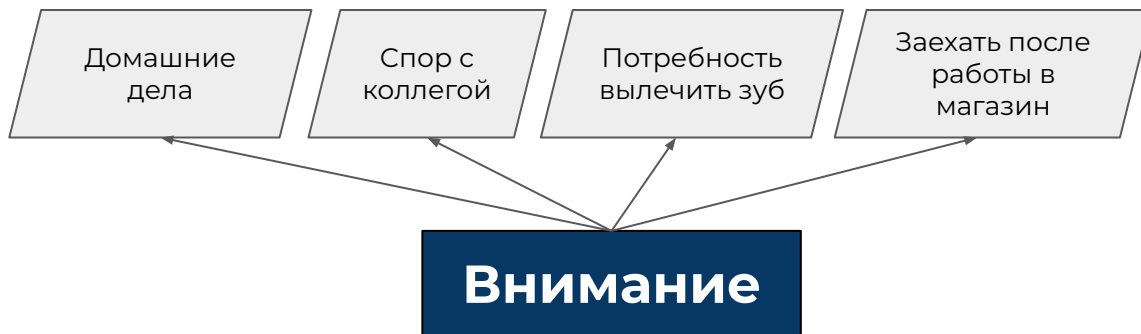 Домашние
дела
Спор с
коллегой
Потребность
вылечить зуб
Заехать после
работы в
магазин
Внимание